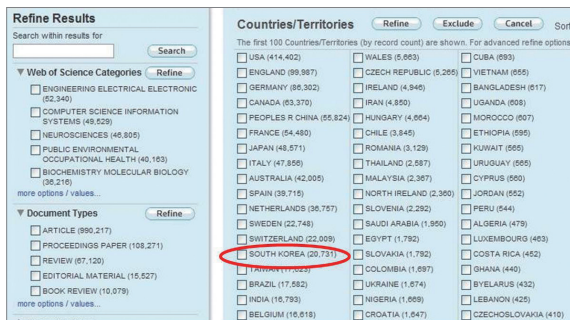 Refine Results
Search within results for
Search
Web of Science Categories Refine
ENGINEERING ELECTRICAL ELECTRONIC
(52,340)
COMPUTER SCIENCE INFORMATION
SYSTEMS (49,529)
NEUROSCIENCES (46,805)
PUBLIC ENVIRONMENTAL
OCCUPATIONAL HEALTH (40,163)
BIOCHEMISTRY MOLECULAR BIOLOGY
(36,216)
more options / values...
Document Types Refine
ARTICLE (990,217)
PROCEEDINGS PAPER (108,271)
REVIEW (67,120)
EDITORIAL MATERIAL (15,527)
BOOK REVIEW (10,079)
more options / values...
Countries/Territories Refine Exclude Cancel Sort
The first 100 Countries/Territories (by record count) are shown. For advanced refine options
USA (414,402) WALES (5,663) CUBA (693)
ENGLAND (99,987) CZECH REPUBLIC (5,265) VIETNAM (655)
GERMANY (86,302) IRELAND (4,946) BANGLADESH (617)
CANADA (63,370) IRAN (4,850) UGANDA (608)
PEOPLES R CHINA (55,824) HUNGARY (4,664) MOROCCO (607)
FRANCE (54,480) CHILE (3,845) ETHIOPIA (595)
JAPAN (48,571) ROMANIA (3,129) KUWAIT (565)
ITALY (47,856) THAILAND (2,587) URUGUAY (565)
AUSTRALIA (42,005) MALAYSIA (2,367) CYPRUS (560)
SPAIN (39,715) NORTH IRELAND (2,360) JORDAN (552)
NETHERLANDS (36,757) SLOVENIA (2,292) PERU (544)
SWEDEN (22,748) SAUDI ARABIA (1,950) ALGERIA (479)
SWITZERLAND (22,009) EGYPT (1,792) LUXEMBOURG (463)
SOUTH KOREA (20,731) SLOVAKIA (1,792) COSTA RICA (452)
TAIWAN COLOMBIA (1,697) GHANA (440)
BRAZIL (17,582) UKRAINE (1,674) BYELARUS (432)
INDIA (16,793) NIGERIA (1,669) LEBANON (425)
BELGIUM (16,618) CROATIA (1,647) CZECHOSLOVAKIA (410)